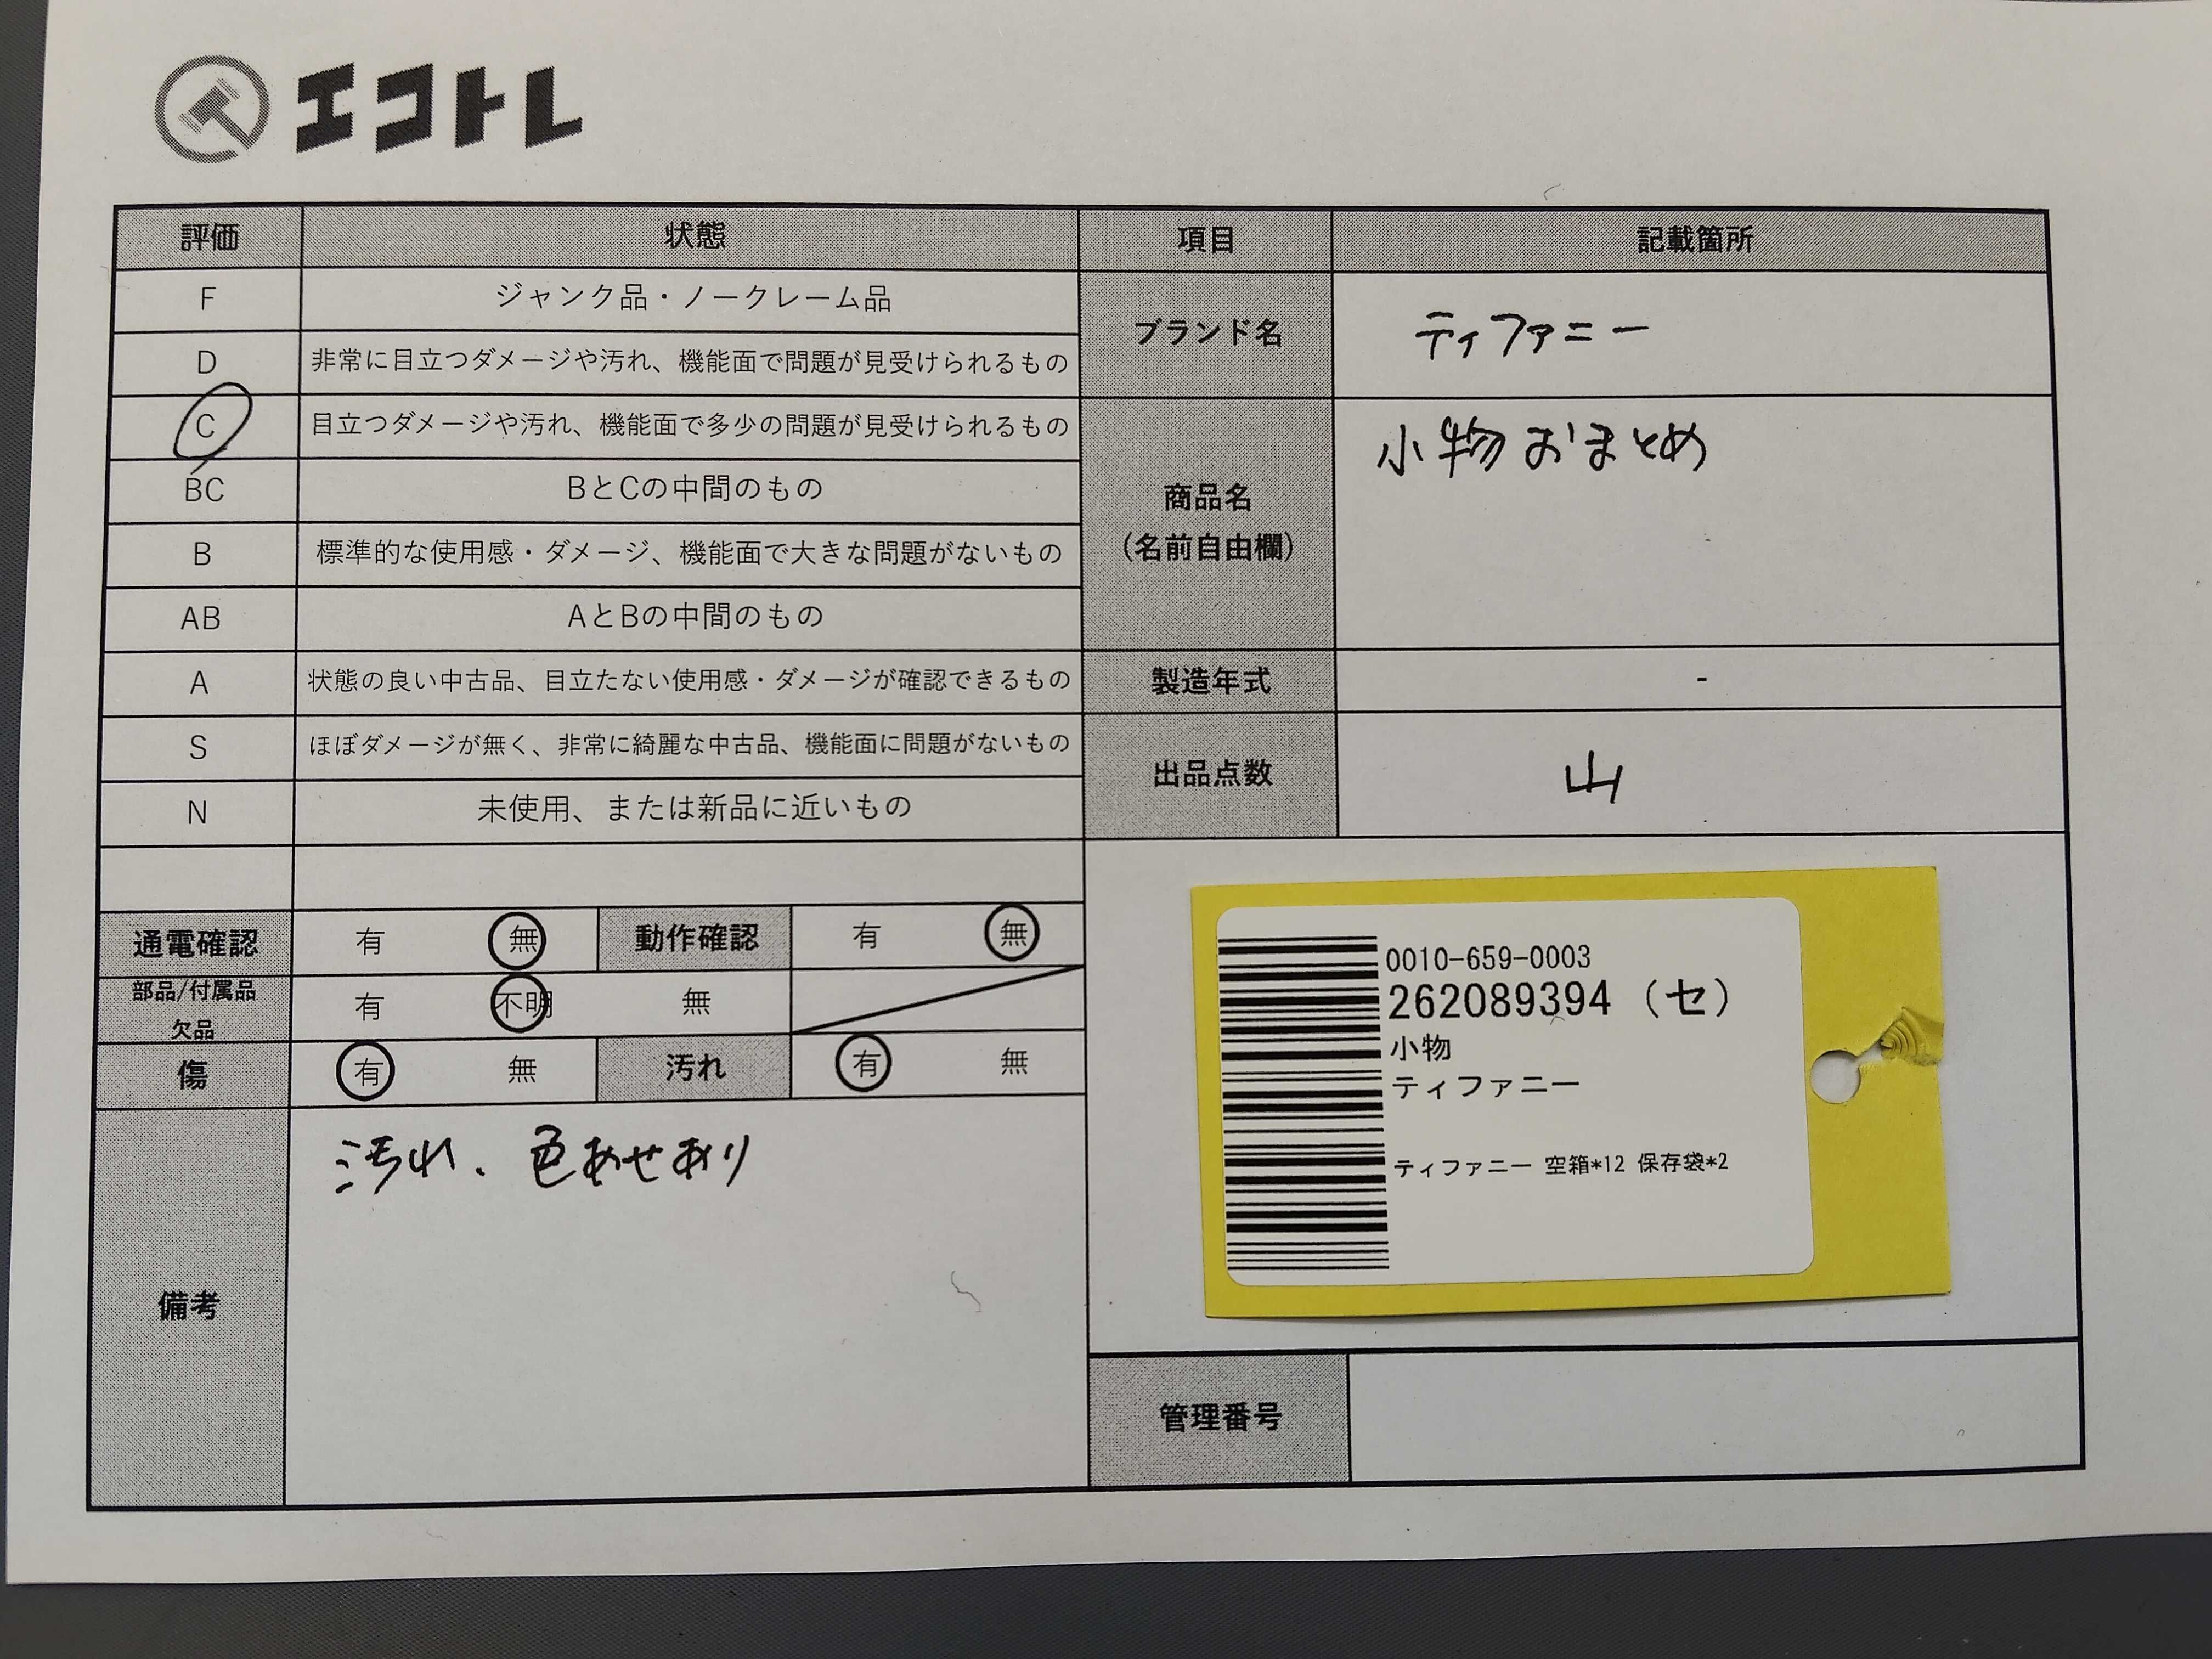 エコトレ
評価 状態 項目 記載箇所
F ジャンク品・ノークレーム品
D 非常に目立つダメージや汚れ、機能面で問題が見受けられるもの
C 目立つダメージや汚れ、機能面で多少の問題が見受けられるもの
BC BとCの中間のもの
B 標準的な使用感・ダメージ、機能面で大きな問題がないもの
AB AとBの中間のもの
A 状態の良い中古品、目立たない使用感・ダメージが確認できるもの
S ほぼダメージが無く、非常に綺麗な中古品、機能面に問題がないもの
N 未使用、または新品に近いもの
ブランド名 ティファニー
商品名
(名前自由欄)
小物おまとめ
製造年式 -
出品点数 山
通電確認 有 無 動作確認 有 無
部品/付属品
欠品
有 不明 無
傷 有 無 汚れ 有 無
備考
汚れ、色あせあり
0010-659-0003
262089394 (セ)
小物
ティファニー
ティファニー 空箱*12 保存袋*2
管理番号